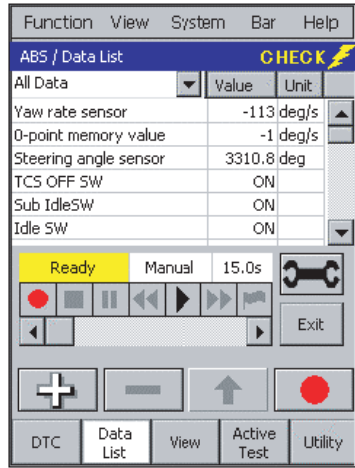 Function View System Bar Help
ABS / Data List CHECK
All Data Value Unit
Yaw rate sensor -113 deg/s
0-point memory value -1 deg/s
Steering angle sensor 3310.8 deg
TCS OFF SW ON
Sub IdleSW ON
Idle SW ON
Ready Manual 15.0s
Exit
DTC Data List View Active Test Utility